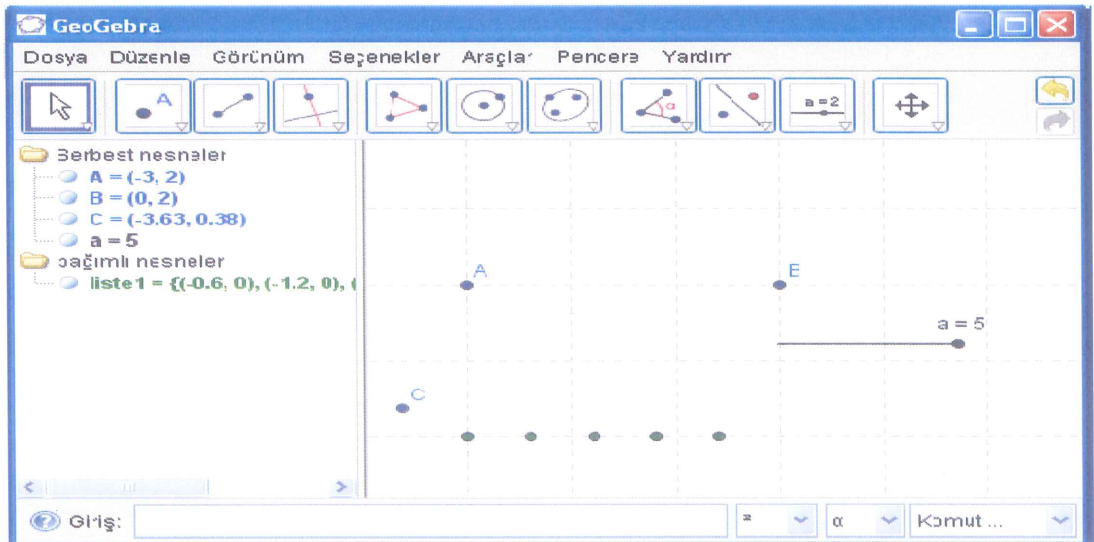 GeoGebra
Dosya Düzenle Görünüm Seçenekler Araçlar Pencere Yardım
A α a = 2
Serbest nesneler
A = (-3, 2)
B = (0, 2)
C = (-3.63, 0.38)
a = 5
bağımlı nesneler
liste1 = {(-0.6, 0), (-1.2, 0), (
A
B
a = 5
C
Giriş: ² α Komut ...